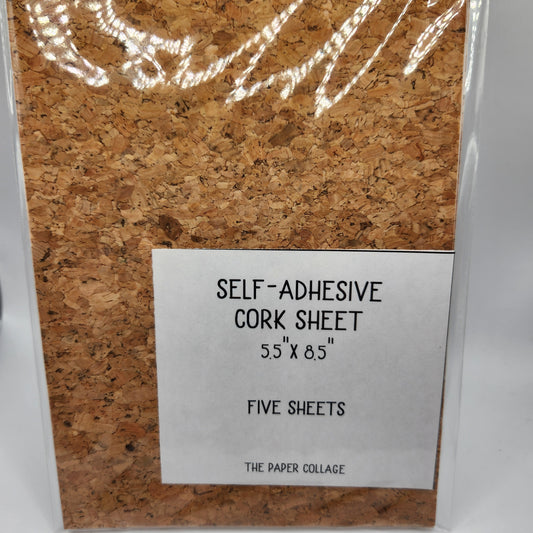 SELF-ADHESIVE
CORK SHEET
5.5"X 8.5"
FIVE SHEETS
THE PAPER COLLAGE